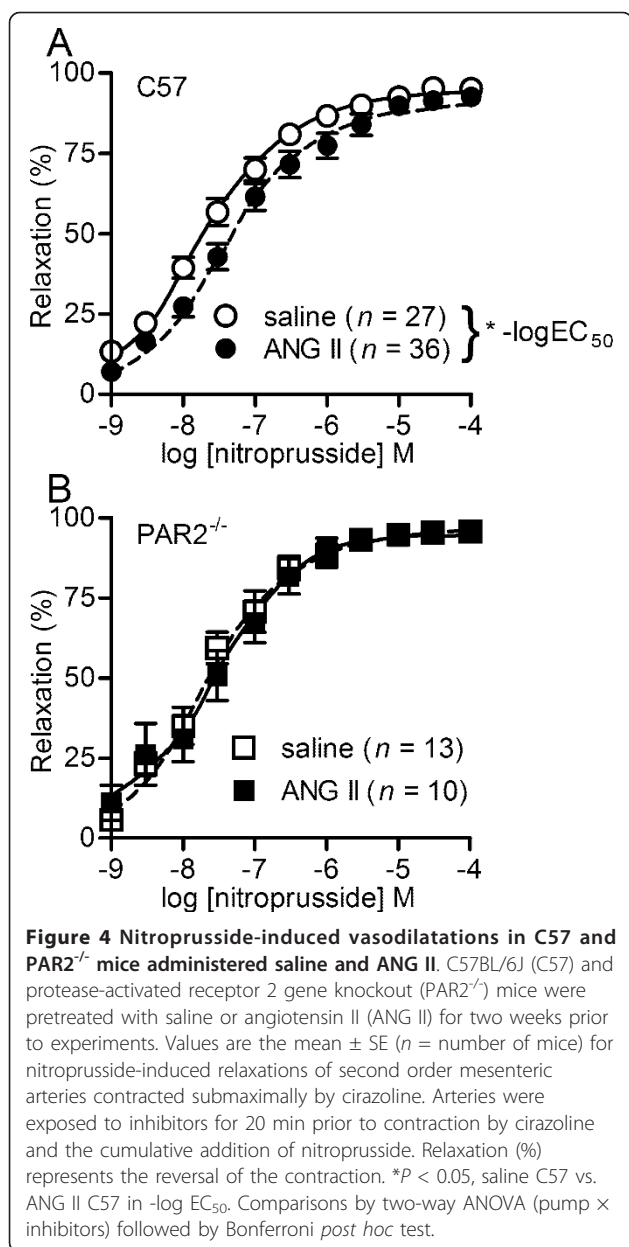 A
C57
100
75
50
25
0
Relaxation (%)
saline (n = 27)
ANG II (n = 36)
} * -logEC50
-9 -8 -7 -6 -5 -4
log [nitroprusside] M
B
PAR2-/-
100
75
50
25
0
Relaxation (%)
saline (n = 13)
ANG II (n = 10)
-9 -8 -7 -6 -5 -4
log [nitroprusside] M
Figure 4 Nitroprusside-induced vasodilatations in C57 and
PAR2-/- mice administered saline and ANG II. C57BL/6J (C57) and
protease-activated receptor 2 gene knockout (PAR2-/-) mice were
pretreated with saline or angiotensin II (ANG II) for two weeks prior
to experiments. Values are the mean ± SE (n = number of mice) for
nitroprusside-induced relaxations of second order mesenteric
arteries contracted submaximally by cirazoline. Arteries were
exposed to inhibitors for 20 min prior to contraction by cirazoline
and the cumulative addition of nitroprusside. Relaxation (%)
represents the reversal of the contraction. *P < 0.05, saline C57 vs.
ANG II C57 in -log EC50. Comparisons by two-way ANOVA (pump ×
inhibitors) followed by Bonferroni post hoc test.